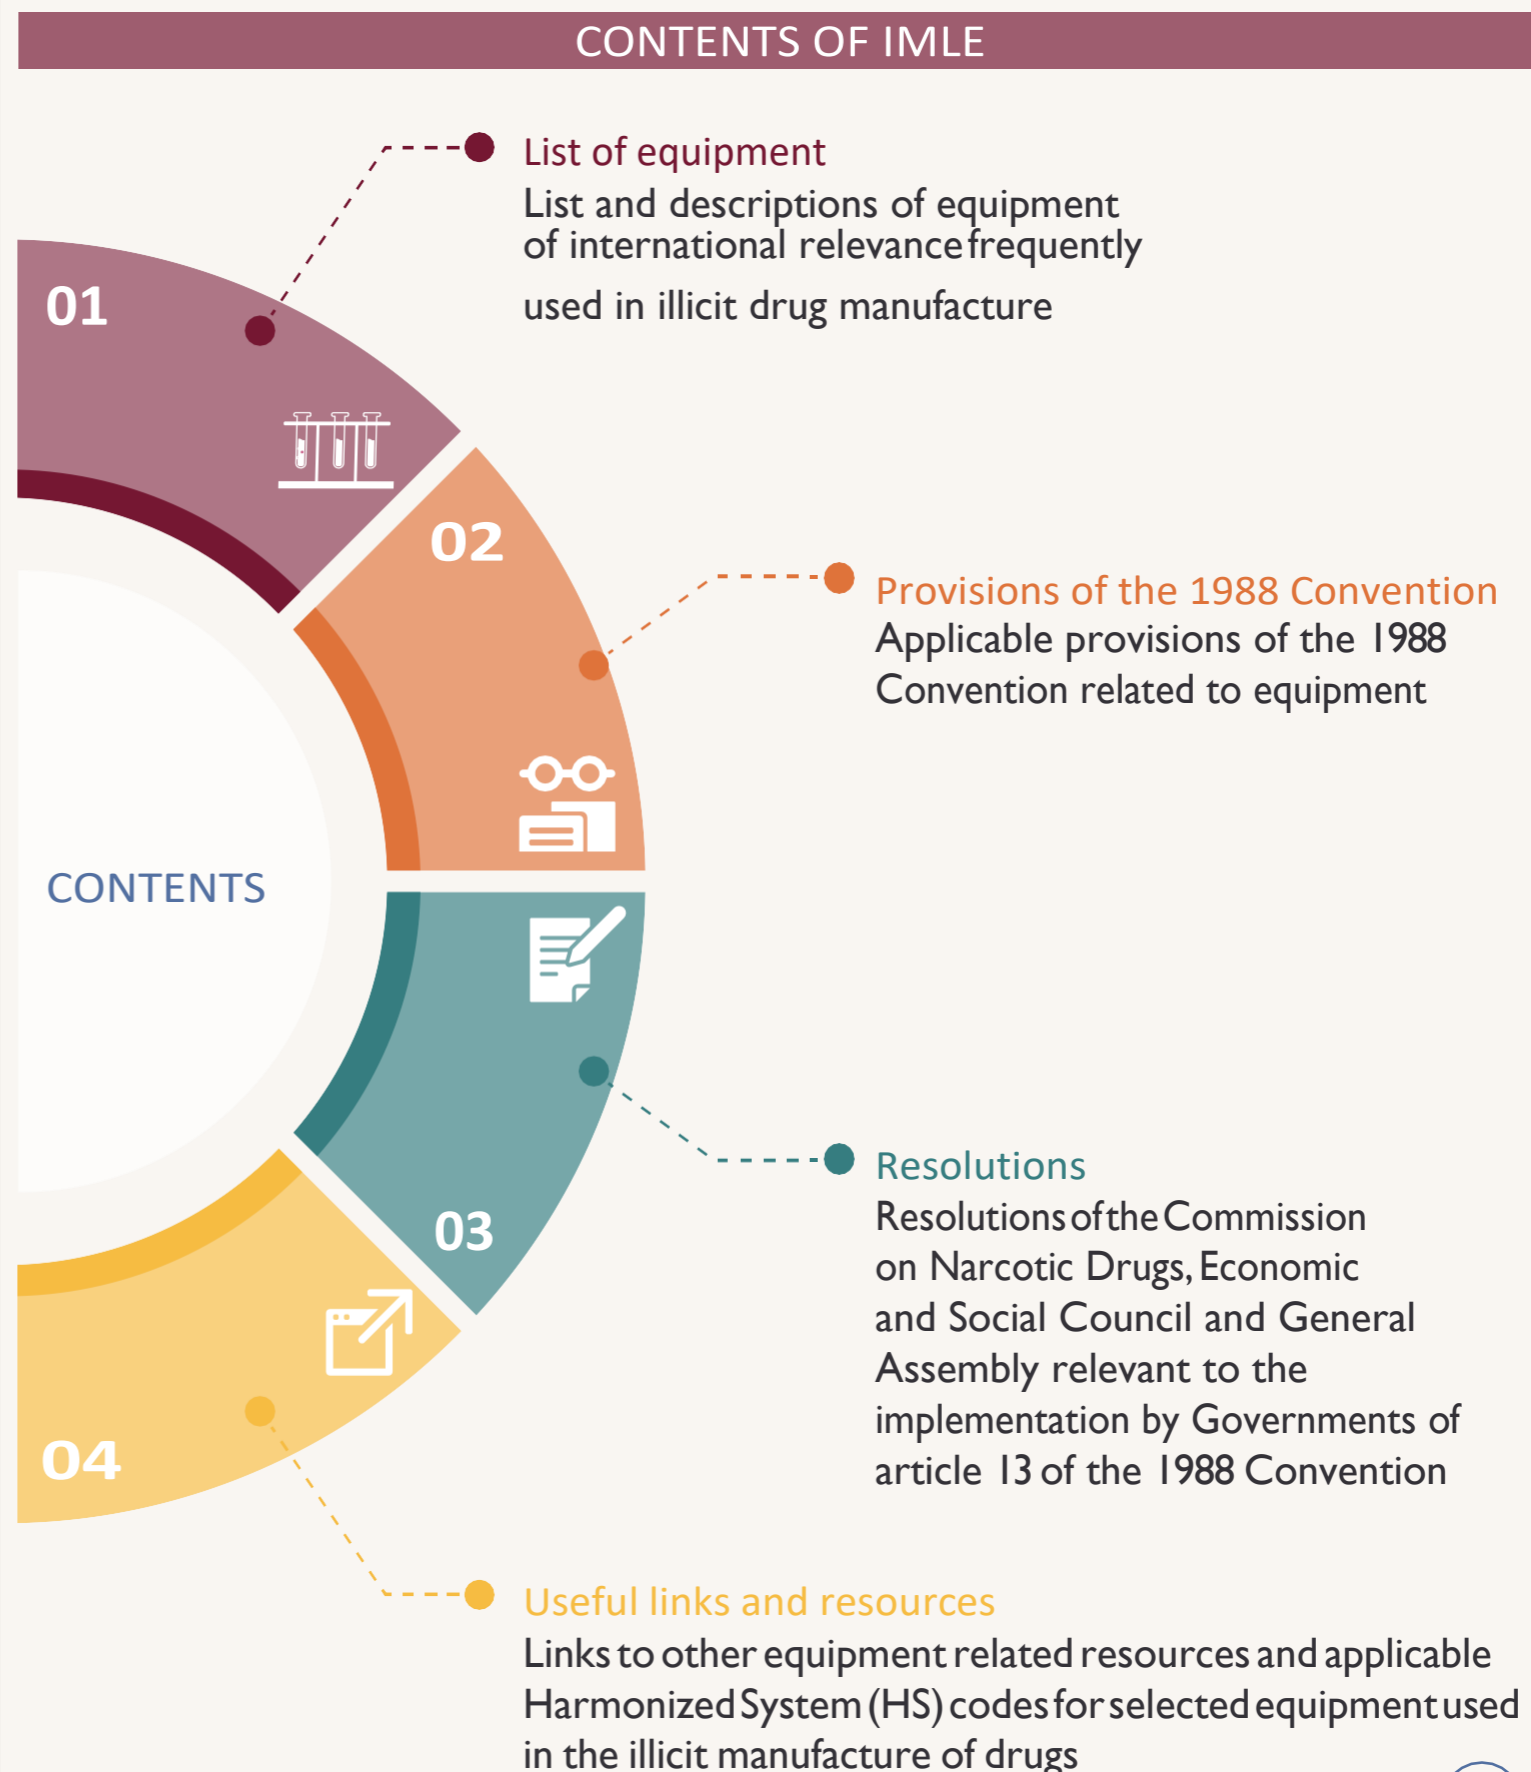 CONTENTS OF IMLE
01
List of equipment
List and descriptions of equipment
of international relevance frequently
used in illicit drug manufacture
02
Provisions of the 1988 Convention
Applicable provisions of the 1988
Convention related to equipment
CONTENTS
03
Resolutions
Resolutions of the Commission
on Narcotic Drugs, Economic
and Social Council and General
Assembly relevant to the
implementation by Governments of
article 13 of the 1988 Convention
04
Useful links and resources
Links to other equipment related resources and applicable
Harmonized System (HS) codes for selected equipment used
in the illicit manufacture of drugs